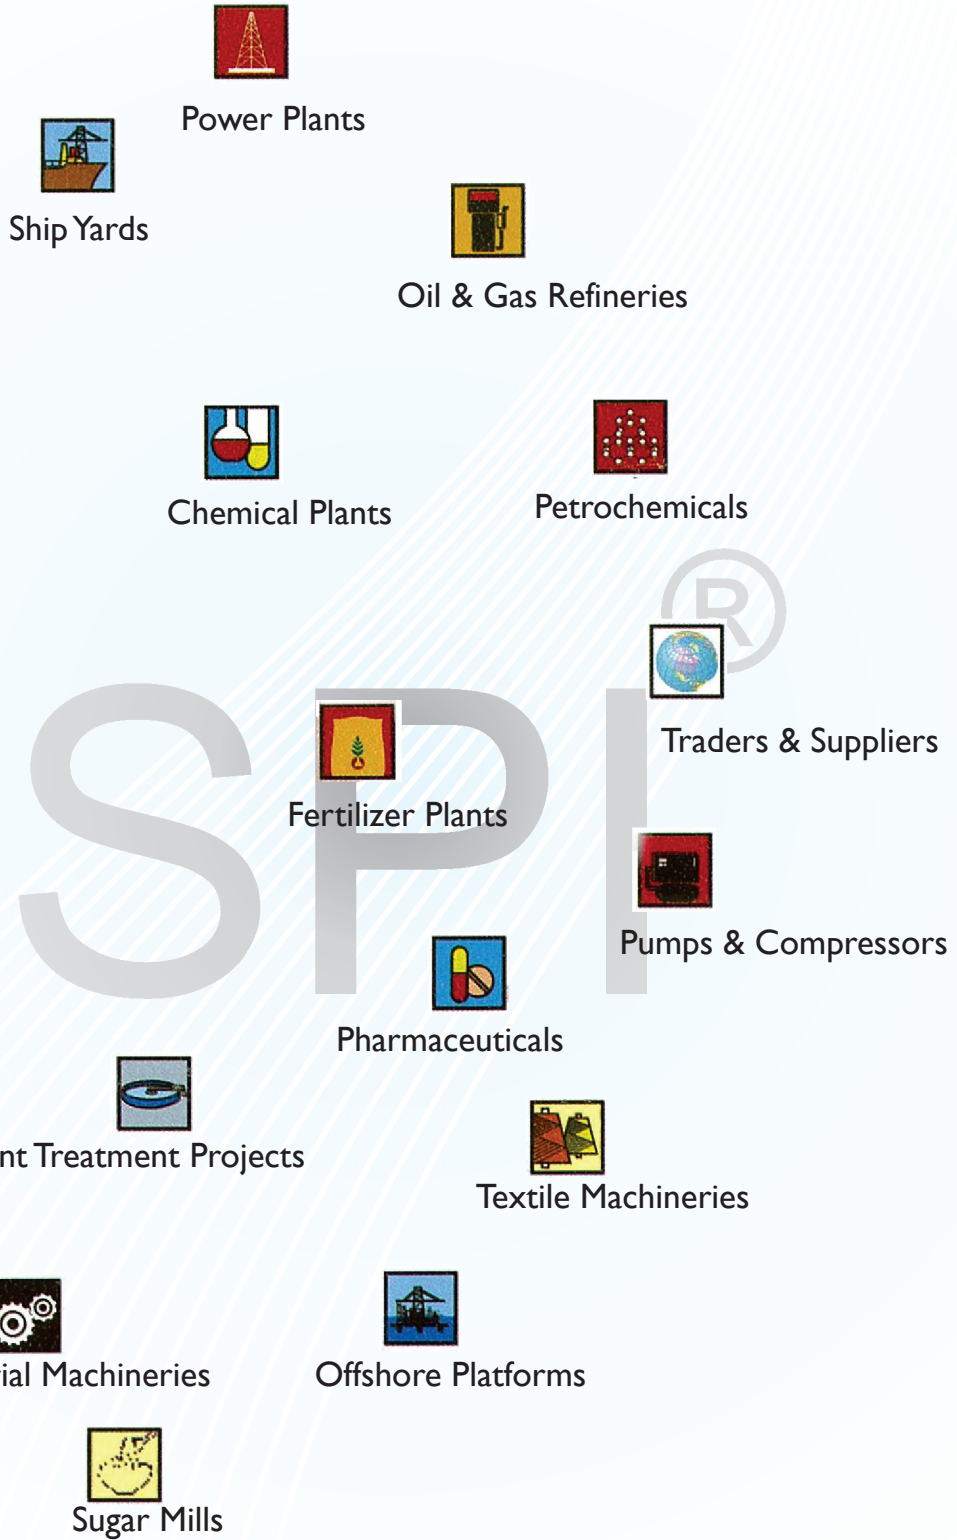 Power Plants
Ship Yards
Oil & Gas Refineries
Chemical Plants
Petrochemicals
SPI®
Traders & Suppliers
Fertilizer Plants
Pumps & Compressors
Pharmaceuticals
nt Treatment Projects
Textile Machineries
ial Machineries
Offshore Platforms
Sugar Mills